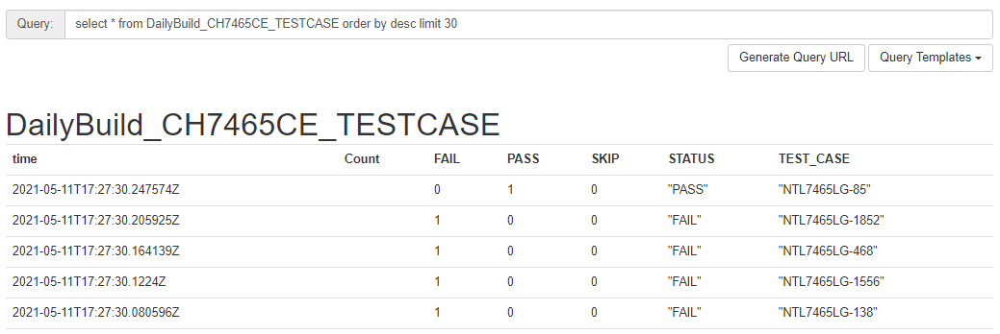 Query: select * from DailyBuild_CH7465CE_TESTCASE order by desc limit 30
Generate Query URL Query Templates
DailyBuild_CH7465CE_TESTCASE
time Count FAIL PASS SKIP STATUS TEST_CASE
2021-05-11T17:27:30.247574Z 0 1 0 "PASS" "NTL7465LG-85"
2021-05-11T17:27:30.205925Z 1 0 0 "FAIL" "NTL7465LG-1852"
2021-05-11T17:27:30.164139Z 1 0 0 "FAIL" "NTL7465LG-468"
2021-05-11T17:27:30.1224Z 1 0 0 "FAIL" "NTL7465LG-1556"
2021-05-11T17:27:30.080596Z 1 0 0 "FAIL" "NTL7465LG-138"